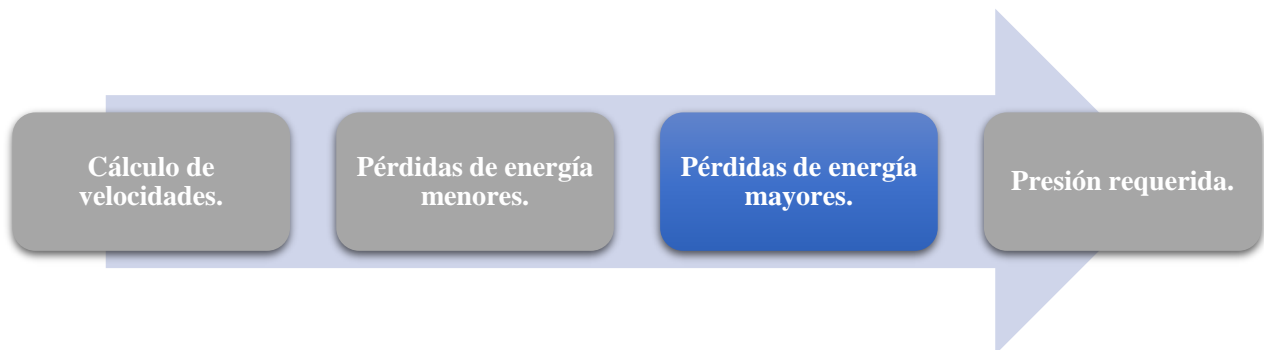 Cálculo de
velocidades.
Pérdidas de energía
menores.
Pérdidas de energía
mayores.
Presión requerida.